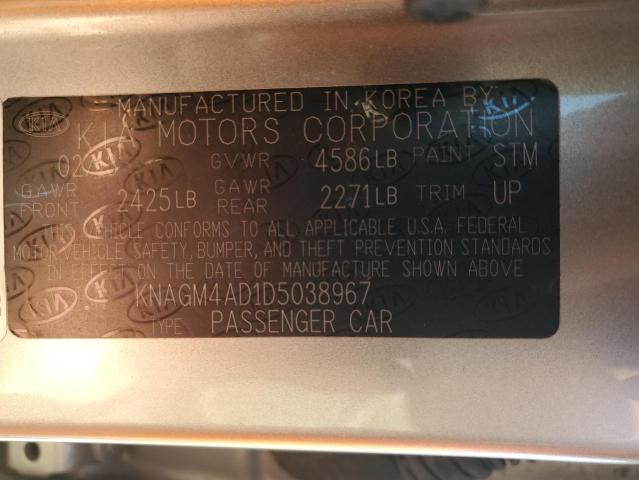 MANUFACTURED IN KOREA BY
KIA MOTORS CORPORATION
02 GVWR 4586LB PAINT STM
GAWR FRONT 2425LB GAWR REAR 2271LB TRIM UP
THIS VEHICLE CONFORMS TO ALL APPLICABLE U.S.A. FEDERAL
MOTOR VEHICLE SAFETY, BUMPER, AND THEFT PREVENTION STANDARDS
IN EFFECT ON THE DATE OF MANUFACTURE SHOWN ABOVE
KNAGM4AD1D5038967
TYPE PASSENGER CAR